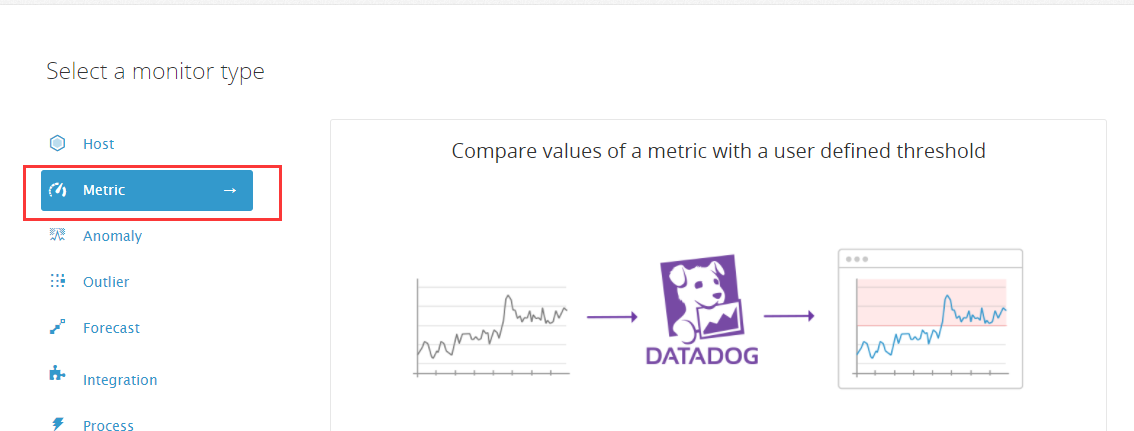 Select a monitor type
Host
Metric →
Anomaly
Outlier
Forecast
Integration
Process
Compare values of a metric with a user defined threshold
DATADOG